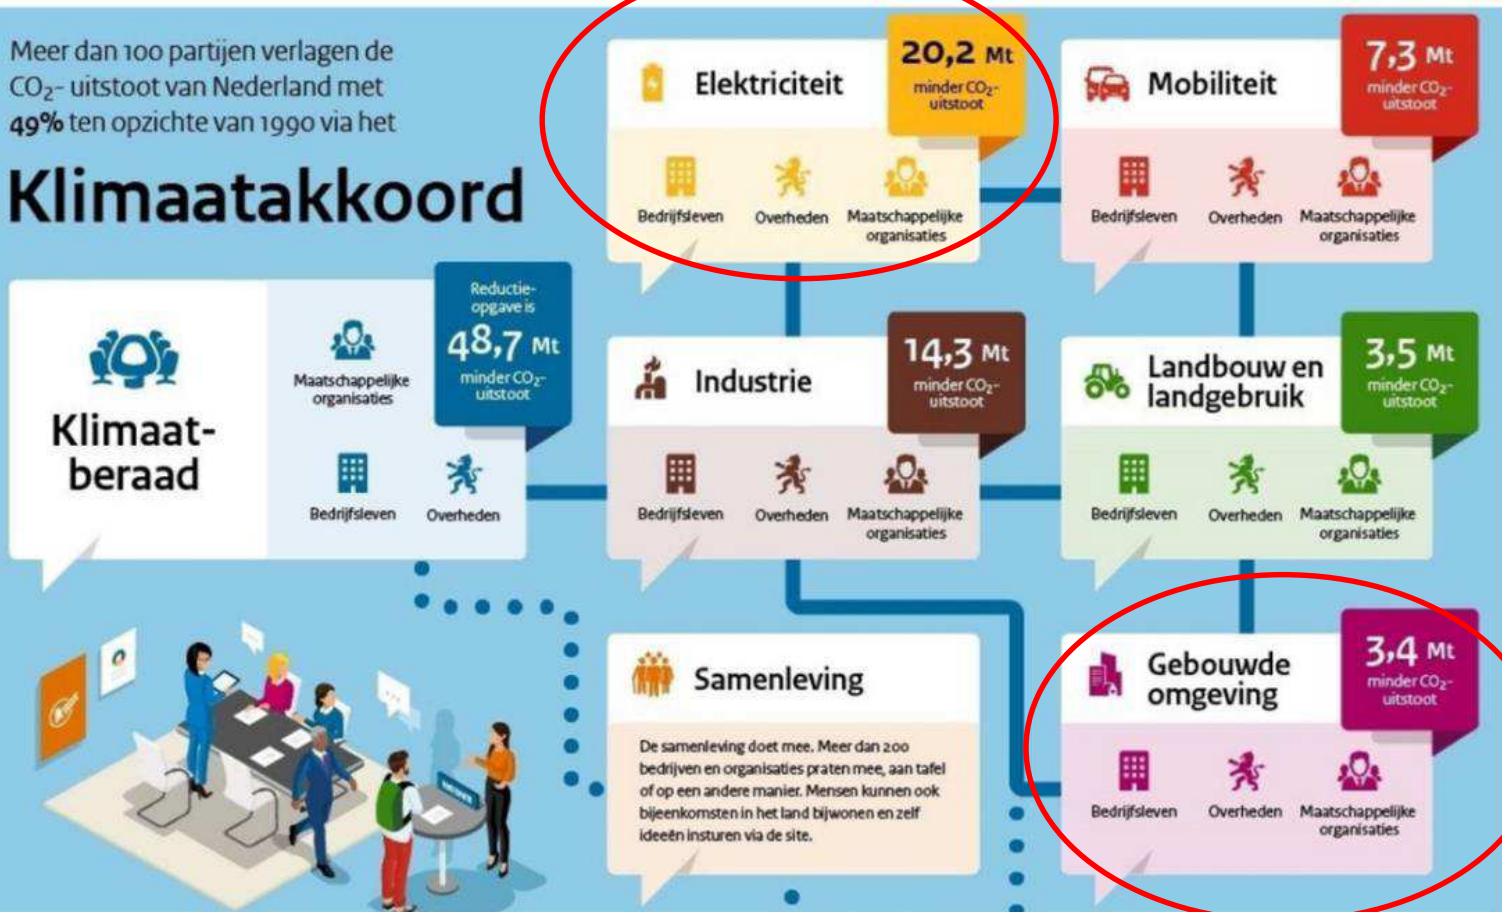 Meer dan 100 partijen verlagen de
CO₂- uitstoot van Nederland met
49% ten opzichte van 1990 via het
Klimaatakkoord
Klimaat-
beraad
Maatschappelijke
organisaties
Bedrijfsleven
Overheden
Reductie-
opgave is
48,7 Mt
minder CO₂-
uitstoot
Elektriciteit
20,2 Mt
minder CO₂-
uitstoot
Bedrijfsleven
Overheden
Maatschappelijke
organisaties
Mobiliteit
7,3 Mt
minder CO₂-
uitstoot
Bedrijfsleven
Overheden
Maatschappelijke
organisaties
Industrie
14,3 Mt
minder CO₂-
uitstoot
Bedrijfsleven
Overheden
Maatschappelijke
organisaties
Landbouw en
landgebruik
3,5 Mt
minder CO₂-
uitstoot
Bedrijfsleven
Overheden
Maatschappelijke
organisaties
Samenleving
De samenleving doet mee. Meer dan 200
bedrijven en organisaties praten mee, aan tafel
of op een andere manier. Mensen kunnen ook
bijeenkomsten in het land bijwonen en zelf
ideeën insturen via de site.
Gebouwde
omgeving
3,4 Mt
minder CO₂-
uitstoot
Bedrijfsleven
Overheden
Maatschappelijke
organisaties